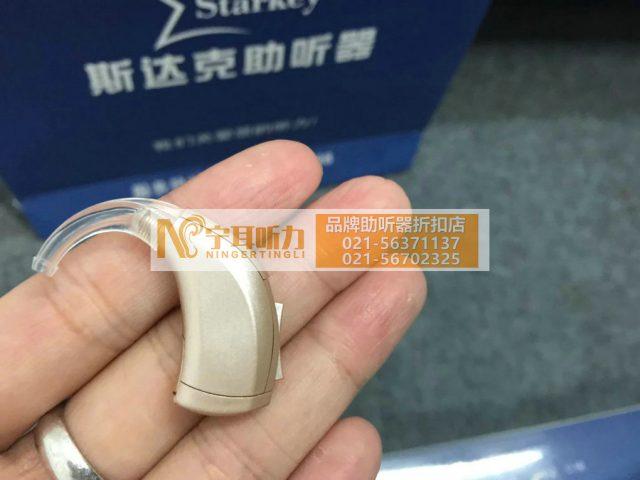 Starkey
斯达克助听器
宁耳听力
NINGERTINGLI
品牌助听器折扣店
021-56371137
021-56702325